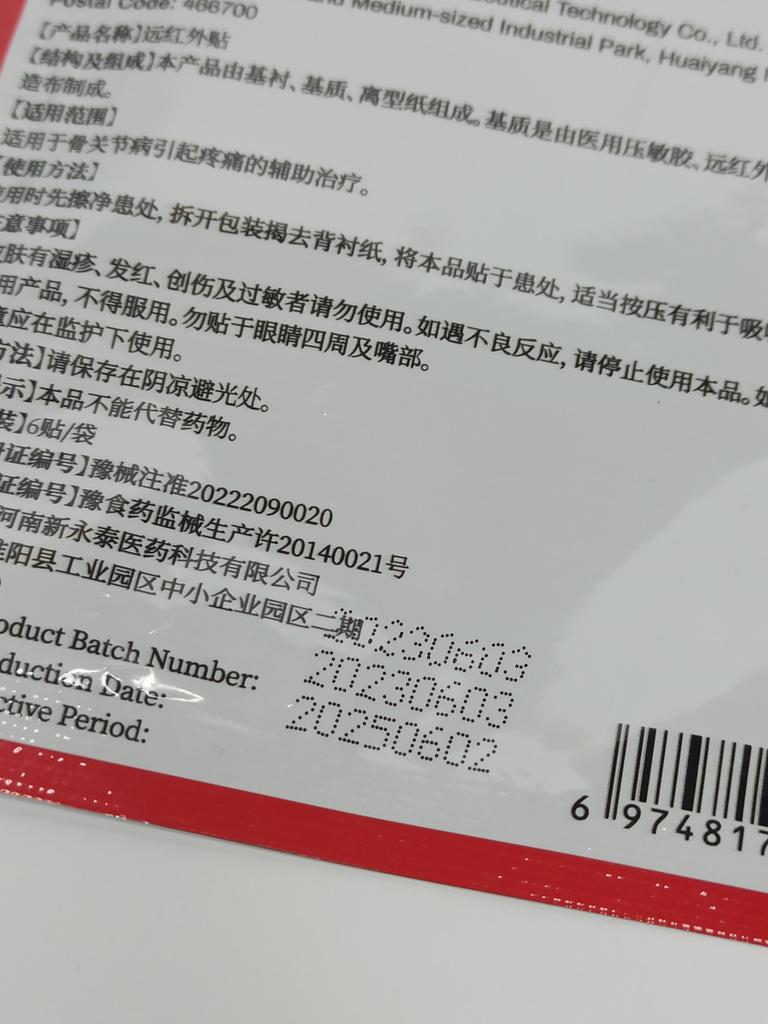 Postal Code: 466700
ceutical Technology Co., Ltd.
and Medium-sized Industrial Park, Huaiyang
【产品名称】远红外贴
【结构及组成】本产品由基衬、基质、离型纸组成。基质是由医用压敏胶、远红外
造布制成。
【适用范围】
适用于骨关节病引起疼痛的辅助治疗。
【使用方法】
使用时先擦净患处, 拆开包装揭去背衬纸, 将本品贴于患处, 适当按压有利于吸
注意事项】
皮肤有湿疹、发红、创伤及过敏者请勿使用。如遇不良反应, 请停止使用本品。如
用产品, 不得服用。勿贴于眼睛四周及嘴部。
童应在监护下使用。
方法】请保存在阴凉避光处。
示】本品不能代替药物。
装】6贴/袋
册证编号】豫械注准20222090020
证编号】豫食药监械生产许20140021号
河南新永泰医药科技有限公司
淮阳县工业园区中小企业园区二期
oduct Batch Number: 20230603
duction Date: 20230603
ctive Period: 20250602
6 974817